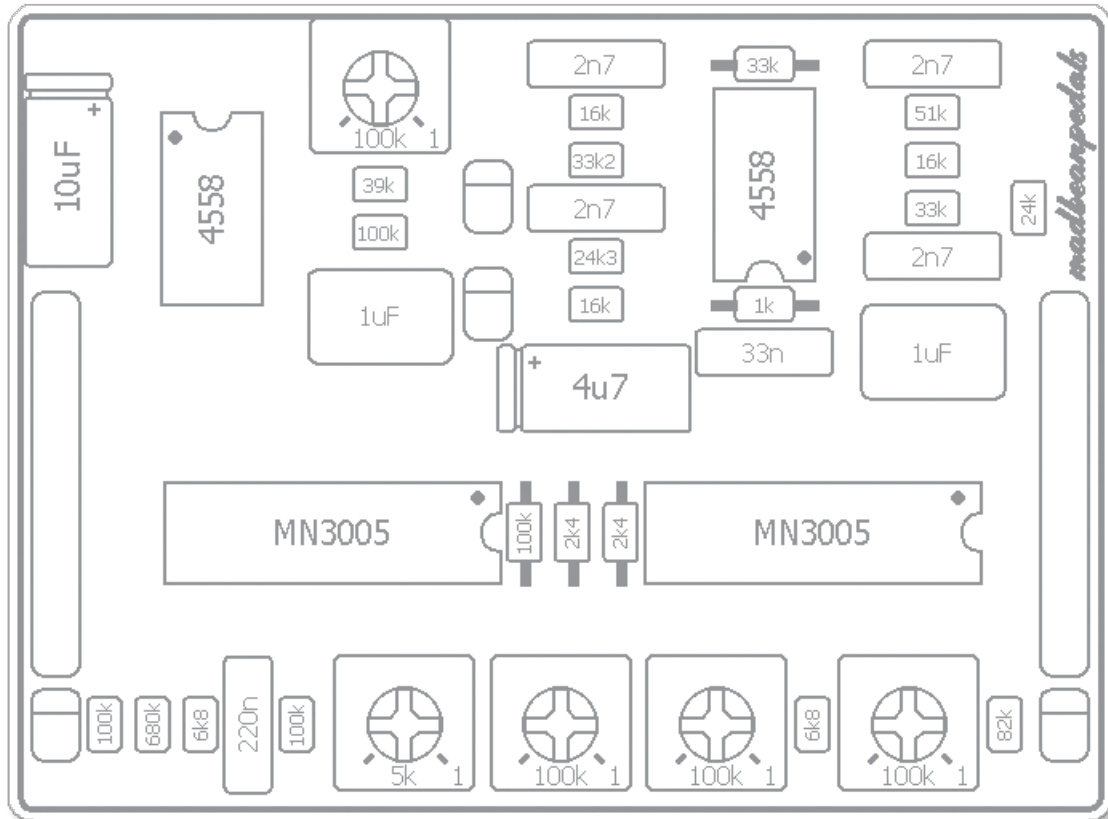 2n7
33k
2n7
+
10uF
100k 1
16k
51k
4558
39k
33k2
4558
16k
madbeanpedals
100k
2n7
33k
24k
24k3
2n7
1uF
16k
1k
+
4u7
33n
1uF
MN3005
100k
2k4
2k4
MN3005
100k
680k
6k8
220n
100k
5k 1
100k 1
100k 1
6k8
100k 1
82k